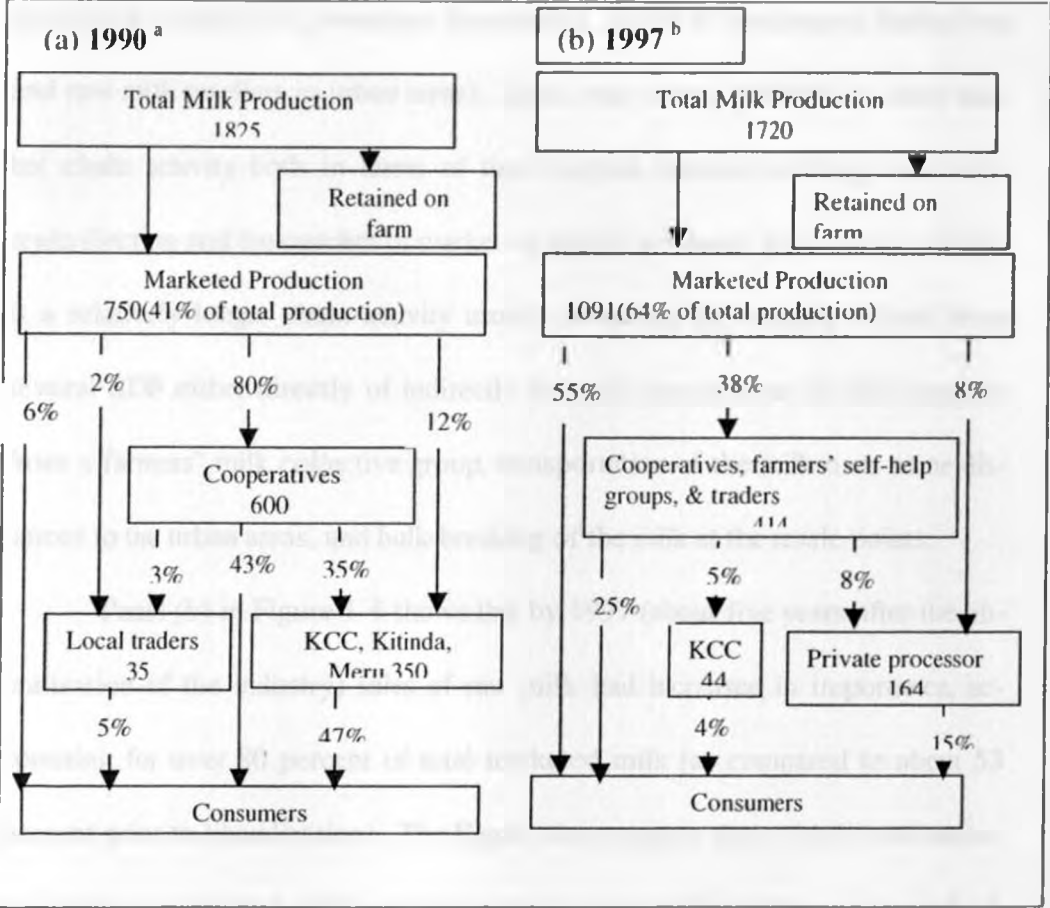 (a) 1990 a
Total Milk Production
1825
Retained on
farm
Marketed Production
750(41% of total production)
6%
2%
80%
12%
Cooperatives
600
3%
43%
35%
Local traders
35
KCC, Kitinda,
Meru 350
5%
47%
Consumers
(b) 1997 b
Total Milk Production
1720
Retained on
farm
Marketed Production
1091(64% of total production)
55%
38%
8%
Cooperatives, farmers' self-help
groups, & traders
414
25%
5%
8%
KCC
44
Private processor
164
4%
15%
Consumers